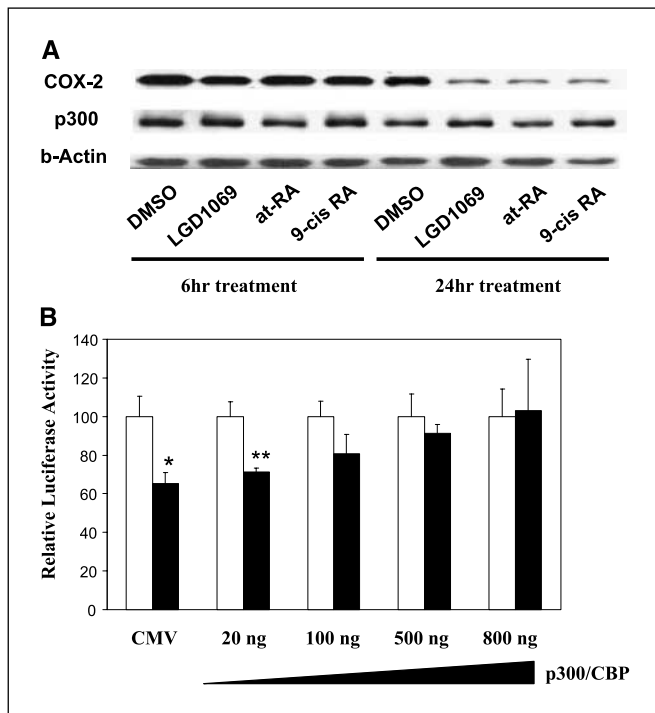 A
COX-2
p300
b-Actin
DMSO
LGD1069
at-RA
9-cis RA
DMSO
LGD1069
at-RA
9-cis RA
6hr treatment
24hr treatment
B
Relative Luciferase Activity
140
120
100
80
60
40
20
0
*
**
CMV
20 ng
100 ng
500 ng
800 ng
p300/CBP